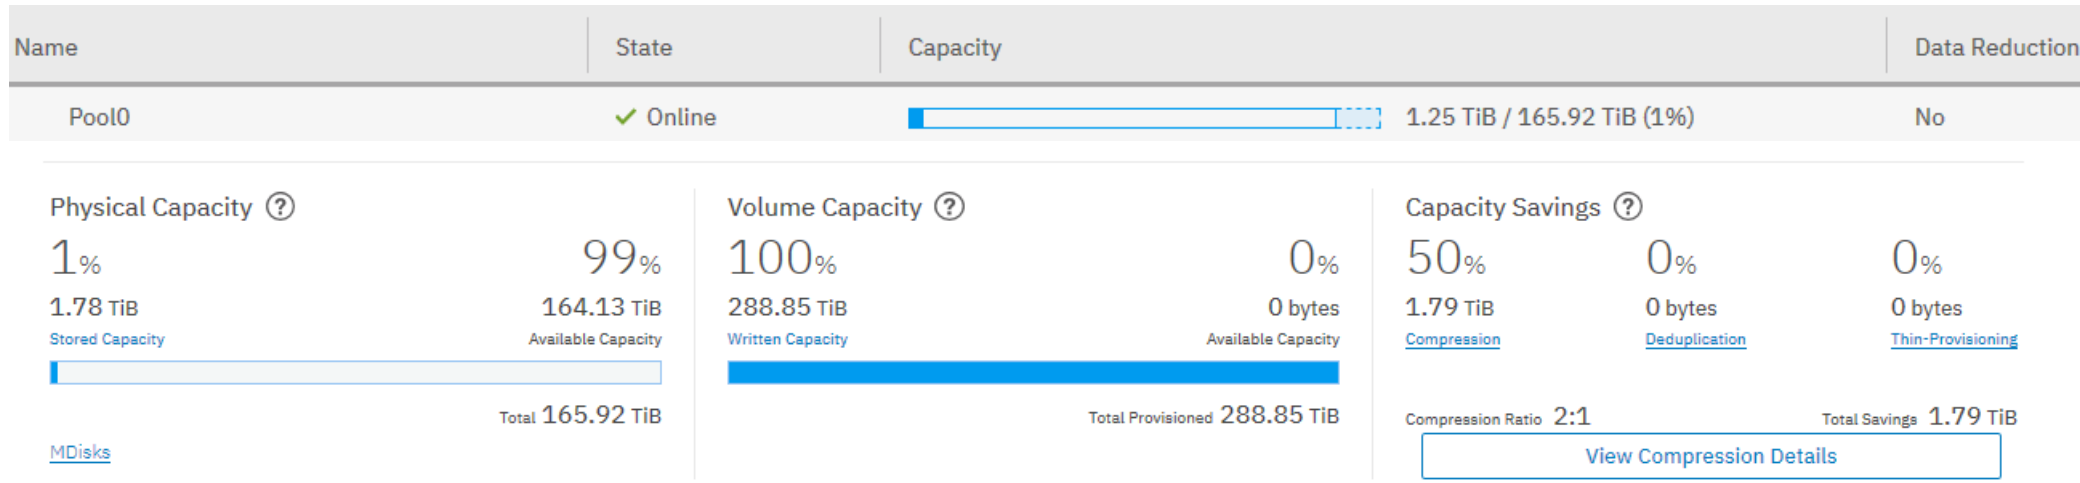 Name State Capacity Data Reduction
Pool0 Online 1.25 TiB / 165.92 TiB (1%) No
Physical Capacity ?
1% 99%
1.78 TiB 164.13 TiB
Stored Capacity Available Capacity
Total 165.92 TiB
MDisks
Volume Capacity ?
100% 0%
288.85 TiB 0 bytes
Written Capacity Available Capacity
Total Provisioned 288.85 TiB
Capacity Savings ?
50% 0% 0%
1.79 TiB 0 bytes 0 bytes
Compression Deduplication Thin-Provisioning
Compression Ratio 2:1 Total Savings 1.79 TiB
View Compression Details